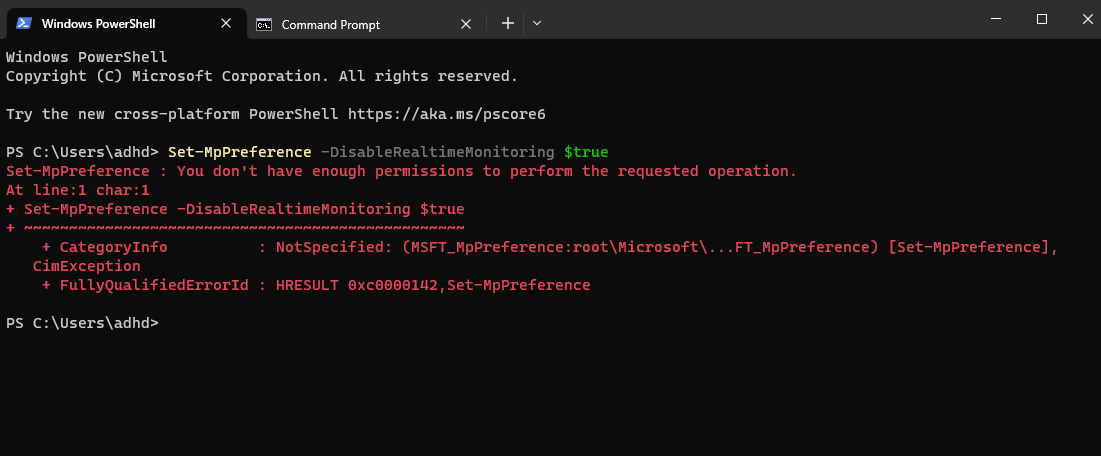 Windows PowerShell
Command Prompt
Windows PowerShell
Copyright (C) Microsoft Corporation. All rights reserved.
Try the new cross-platform PowerShell https://aka.ms/pscore6
PS C:\Users\adhd> Set-MpPreference -DisableRealtimeMonitoring $true
Set-MpPreference : You don't have enough permissions to perform the requested operation.
At line:1 char:1
+ Set-MpPreference -DisableRealtimeMonitoring $true
+ ~~~~~~~~~~~~~~~~~~~~~~~~~~~~~~~~~~~~~~~~~~~~~~~~~
    + CategoryInfo          : NotSpecified: (MSFT_MpPreference:root\Microsoft\...FT_MpPreference) [Set-MpPreference],
   CimException
    + FullyQualifiedErrorId : HRESULT 0xc0000142,Set-MpPreference
PS C:\Users\adhd>